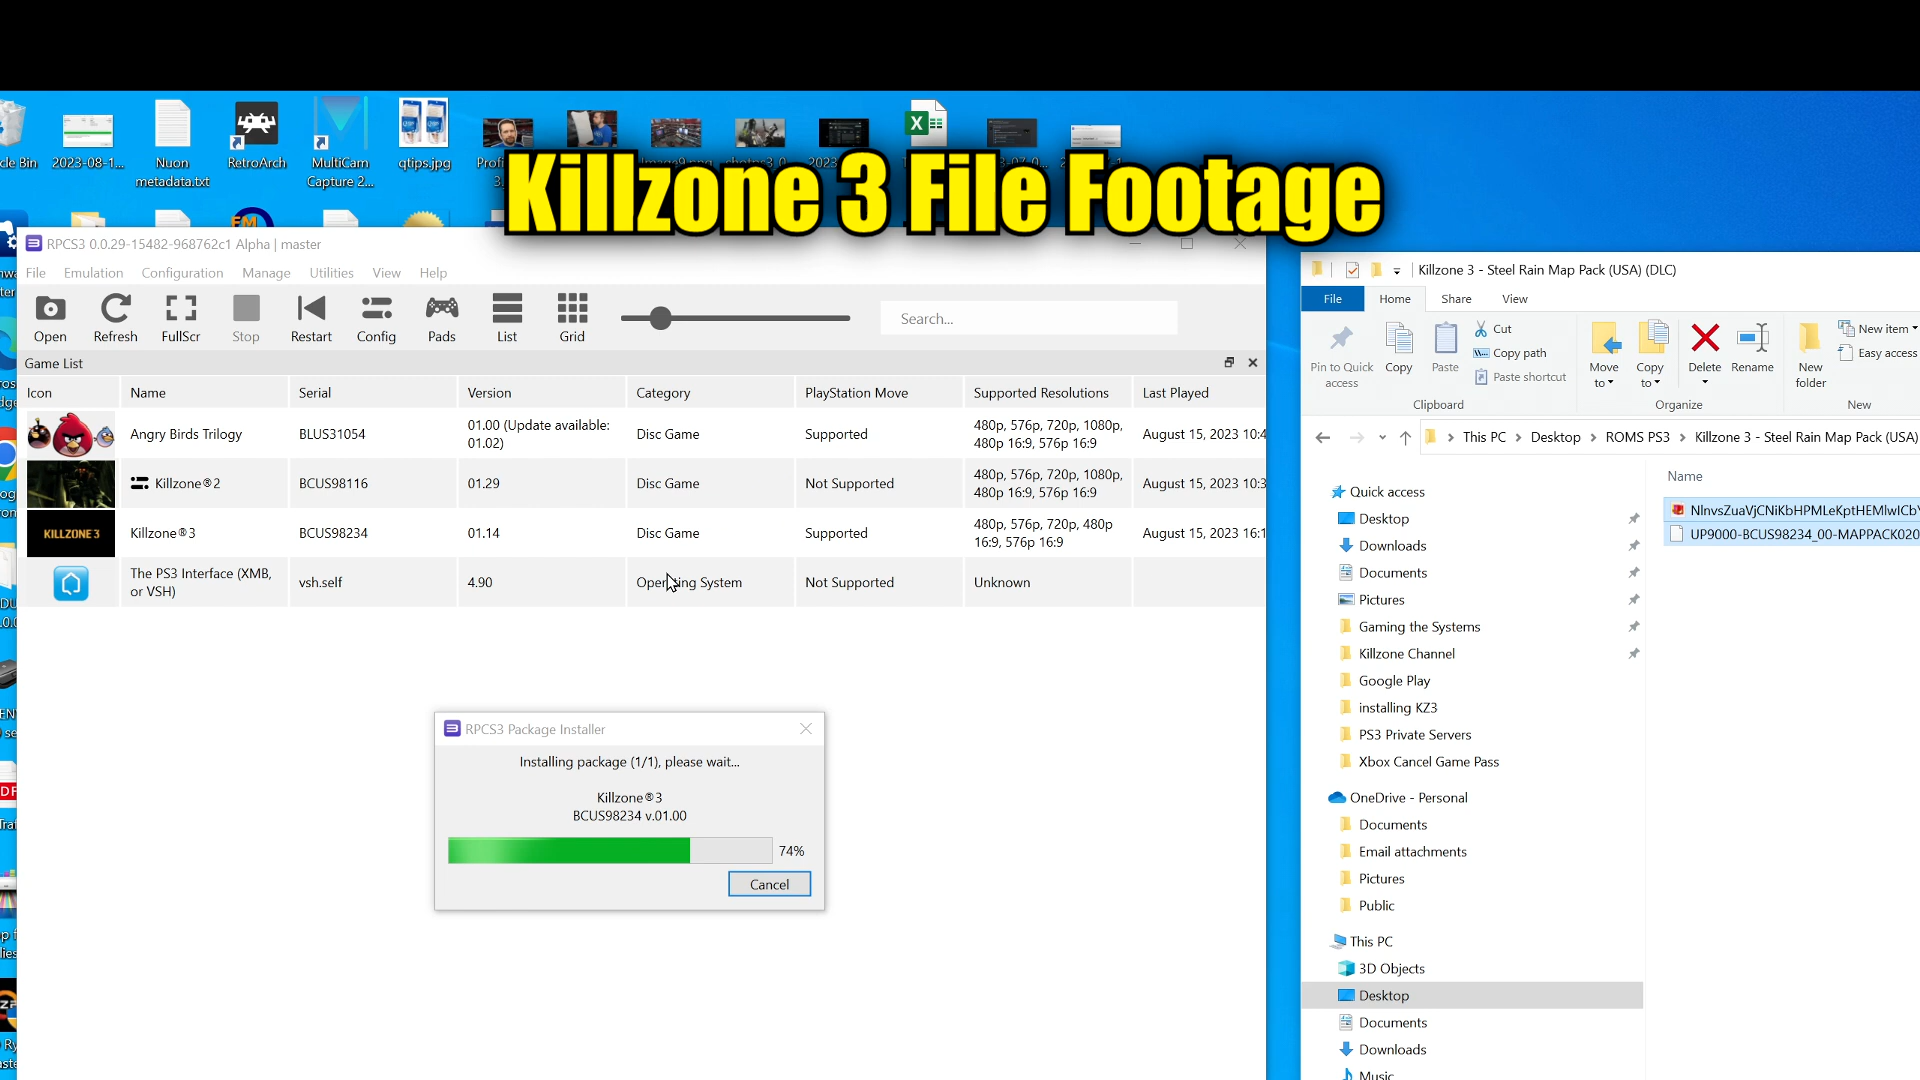 cle Bin
2023-08-1...
Nuon
metadata.txt
RetroArch
MultiCam
Capture 2...
qtips.jpg
Killzone 3 File Footage
RPCS3 0.0.29-15482-968762c1 Alpha | master
File Emulation Configuration Manage Utilities View Help
Open Refresh FullScr Stop Restart Config Pads List Grid
Search...
Game List
Icon Name Serial Version Category PlayStation Move Supported Resolutions Last Played
Angry Birds Trilogy BLUS31054 01.00 (Update available: 01.02) Disc Game Supported 480p, 576p, 720p, 1080p, 480p 16:9, 576p 16:9 August 15, 2023 10:4
Killzone®2 BCUS98116 01.29 Disc Game Not Supported 480p, 576p, 720p, 1080p, 480p 16:9, 576p 16:9 August 15, 2023 10:3
KILLZONE 3 Killzone®3 BCUS98234 01.14 Disc Game Supported 480p, 576p, 720p, 480p 16:9, 576p 16:9 August 15, 2023 16:1
The PS3 Interface (XMB, or VSH) vsh.self 4.90 Operating System Not Supported Unknown
RPCS3 Package Installer
Installing package (1/1), please wait...
Killzone®3
BCUS98234 v.01.00
74%
Cancel
Killzone 3 - Steel Rain Map Pack (USA) (DLC)
File Home Share View
Pin to Quick access
Copy
Paste
Cut
Copy path
Paste shortcut
Clipboard
Move to
Copy to
Delete
Rename
Organize
New folder
New item
Easy access
New
This PC > Desktop > ROMS PS3 > Killzone 3 - Steel Rain Map Pack (USA)
Name
NlnvsZuaVjCNiKbHPMLeKptHEMlwICb
UP9000-BCUS98234_00-MAPPACK020
Quick access
Desktop
Downloads
Documents
Pictures
Gaming the Systems
Killzone Channel
Google Play
installing KZ3
PS3 Private Servers
Xbox Cancel Game Pass
OneDrive - Personal
Documents
Email attachments
Pictures
Public
This PC
3D Objects
Desktop
Documents
Downloads
Music